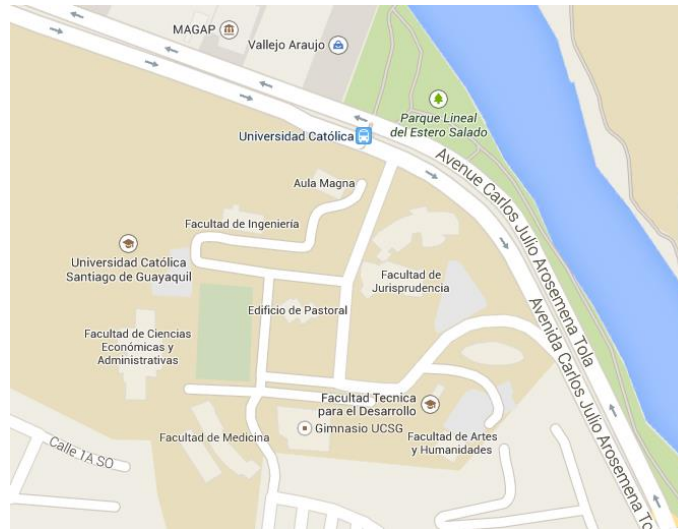 MAGAP
Vallejo Araujo
Parque Lineal
del Estero Salado
Universidad Católica
Avenue Carlos Julio Arosemena Tola
Aula Magna
Facultad de Ingeniería
Universidad Católica
Santiago de Guayaquil
Facultad de
Jurisprudencia
Edificio de Pastoral
Avenida Carlos Julio Arosemena To
Facultad de Ciencias
Económicas y
Administrativas
Facultad Tecnica
para el Desarrollo
Gimnasio UCSG
Facultad de Medicina
Facultad de Artes
y Humanidades
Calle 1A SO